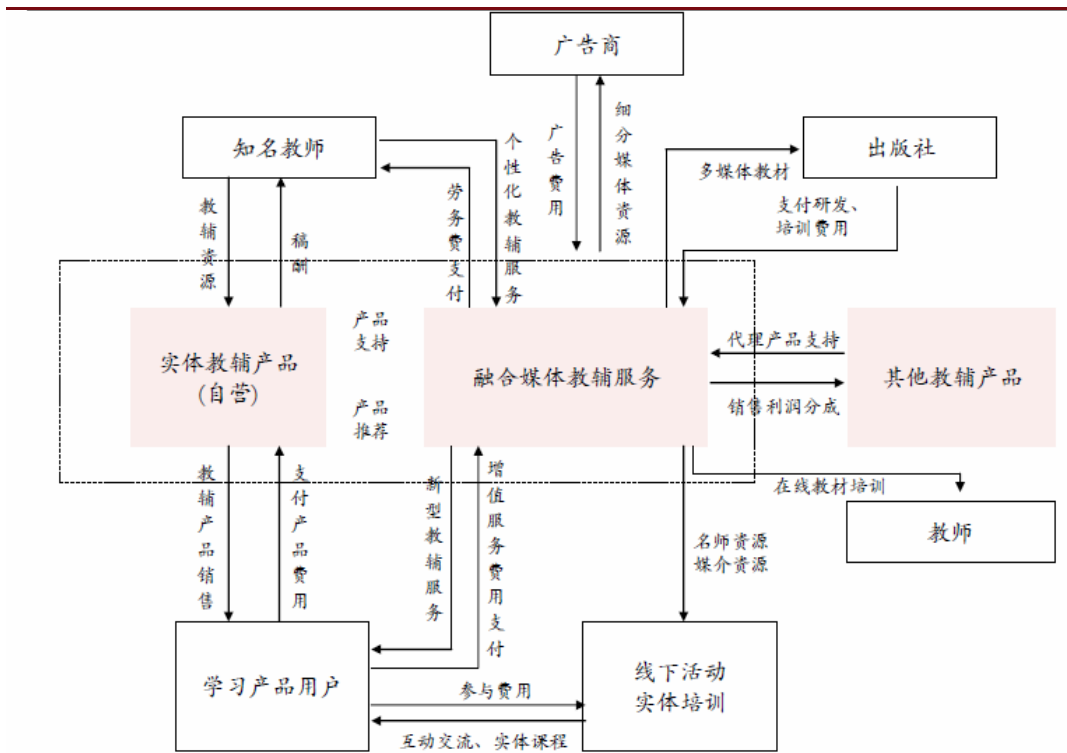 广告商
知名教师
出版社
教辅资源
稿酬
劳务费支付
个性化教辅服务
广告费用
细分媒体资源
多媒体教材
支付研发、
培训费用
实体教辅产品
(自营)
产品
支持
产品
推荐
融合媒体教辅服务
代理产品支持
销售利润分成
其他教辅产品
教辅产品销售
支付产品费用
新型教辅服务
增值服务费用支付
名师资源
媒介资源
在线教材培训
教师
学习产品用户
参与费用
互动交流、实体课程
线下活动
实体培训